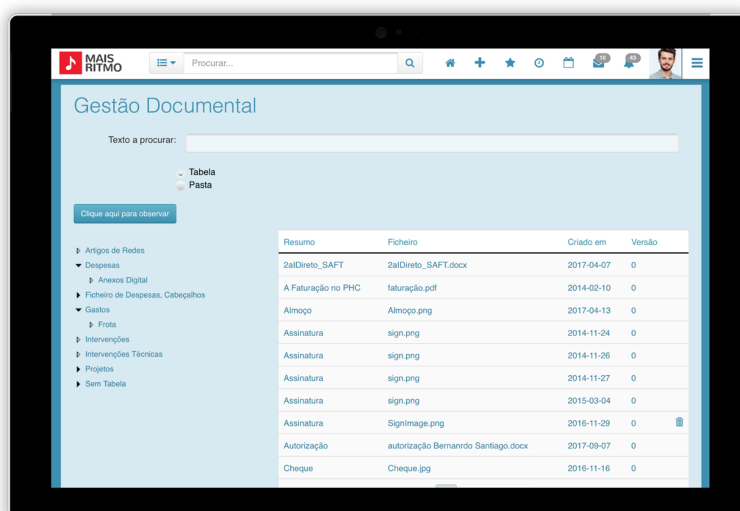 MAIS
RITMO
Procurar...
10
43
Gestão Documental
Texto a procurar:
Tabela
Pasta
Clique aqui para observar
Artigos de Redes
Despesas
Anexos Digital
Ficheiro de Despesas, Cabeçalhos
Gastos
Frota
Intervenções
Intervenções Técnicas
Projetos
Sem Tabela
Resumo Ficheiro Criado em Versão
2alDireto_SAFT 2alDireto_SAFT.docx 2017-04-07 0
A Faturação no PHC faturação.pdf 2014-02-10 0
Almoço Almoço.png 2017-04-13 0
Assinatura sign.png 2014-11-24 0
Assinatura sign.png 2014-11-26 0
Assinatura sign.png 2014-11-27 0
Assinatura sign.png 2015-03-04 0
Assinatura SignImage.png 2016-11-29 0
Autorização autorização Bernanrdo Santiago.docx 2017-09-07 0
Cheque Cheque.jpg 2016-11-16 0